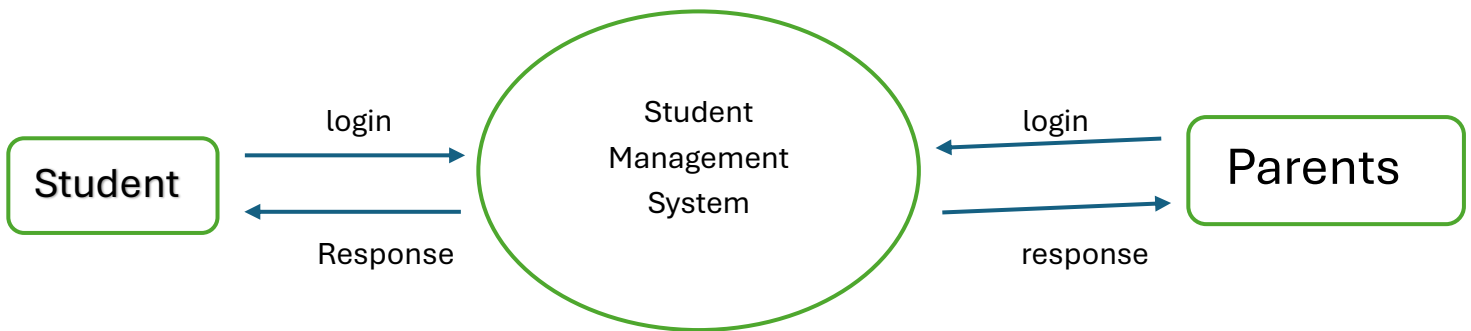 login
Student
Response
Student
Management
System
login
Parents
response